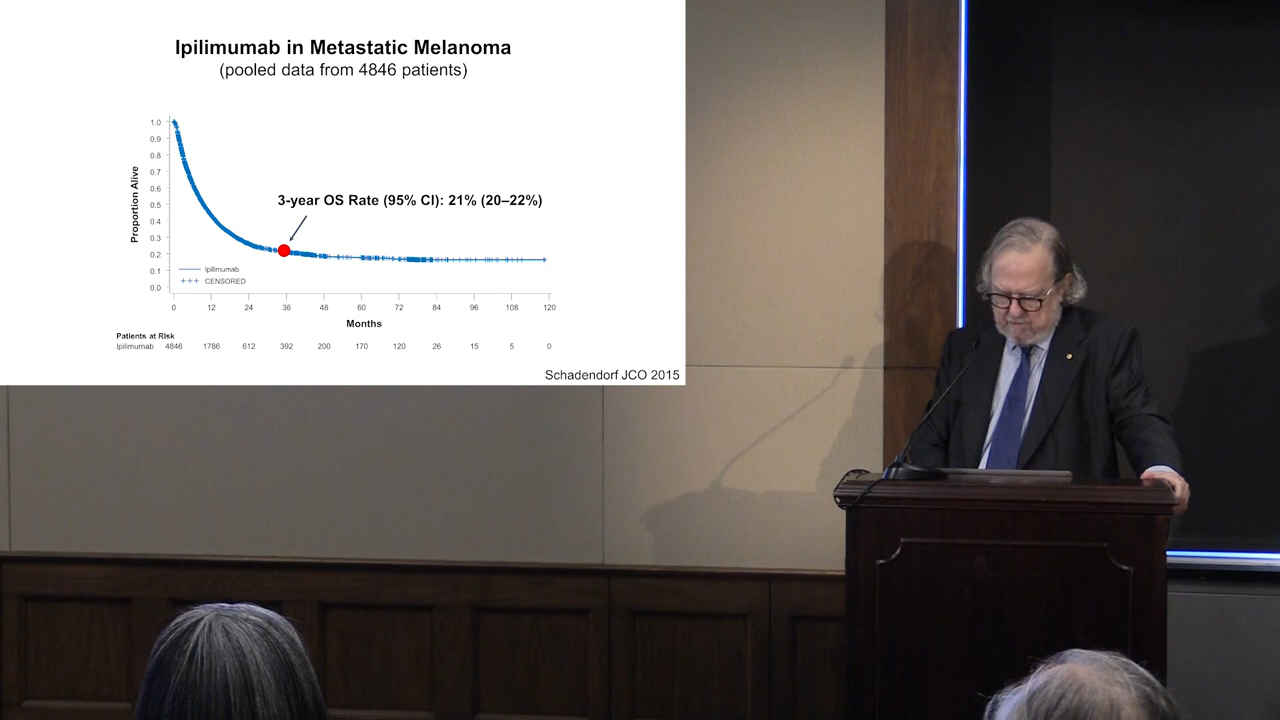 Ipilimumab in Metastatic Melanoma
(pooled data from 4846 patients)
1.0
0.9
0.8
0.7
0.6
0.5
0.4
0.3
0.2
0.1
0.0
Proportion Alive
3-year OS Rate (95% CI): 21% (20–22%)
Ipilimumab
+++ CENSORED
0 12 24 36 48 60 72 84 96 108 120
Months
Patients at Risk
Ipilimumab 4846 1786 612 392 200 170 120 26 15 5 0
Schadendorf JCO 2015